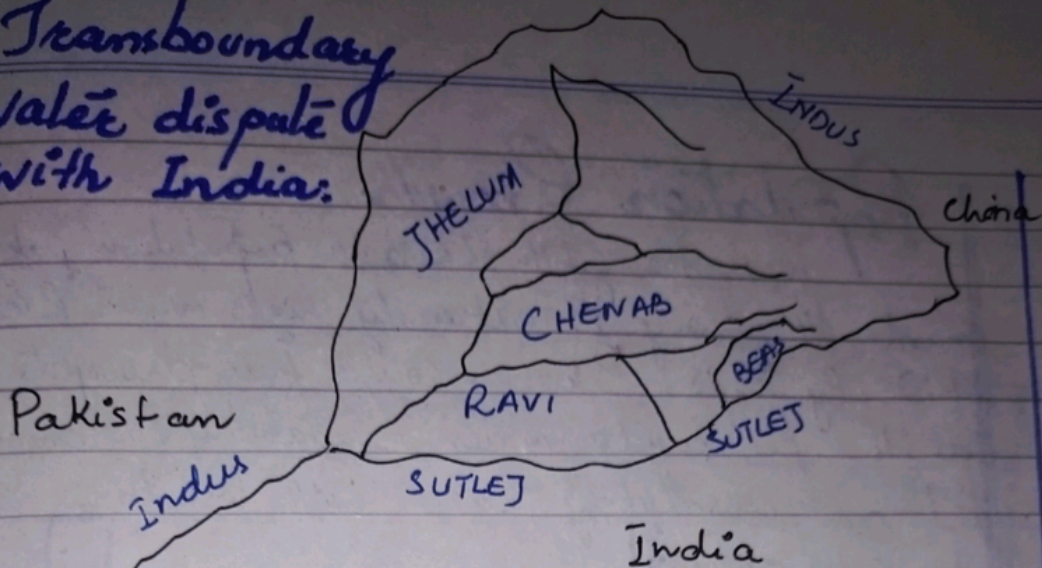 Transboundary
Water dispute
with India:
INDUS
China
JHELUM
CHENAB
BEAS
RAVI
Pakistan
SUTLEJ
Indus
SUTLEJ
India